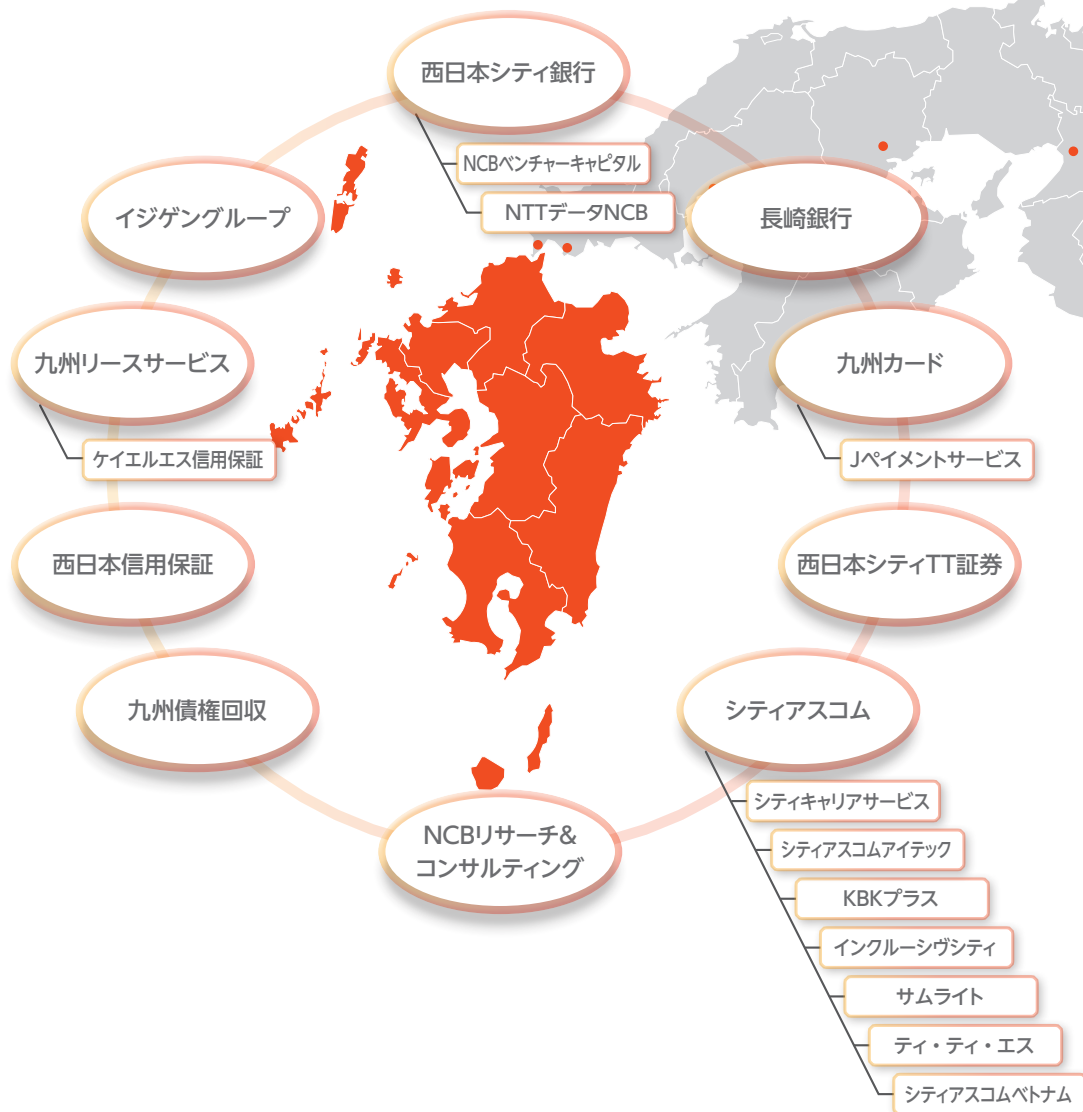 西日本シティ銀行
NCBベンチャーキャピタル
NTTデータNCB
イジゲングループ
長崎銀行
九州リースサービス
ケイエルエス信用保証
九州カード
Jペイメントサービス
西日本信用保証
西日本シティTT証券
九州債権回収
シティアスコム
NCBリサーチ&
コンサルティング
シティキャリアサービス
シティアスコムアイテック
KBKプラス
インクルーシヴシティ
サムライト
ティ・ティ・エス
シティアスコムベトナム